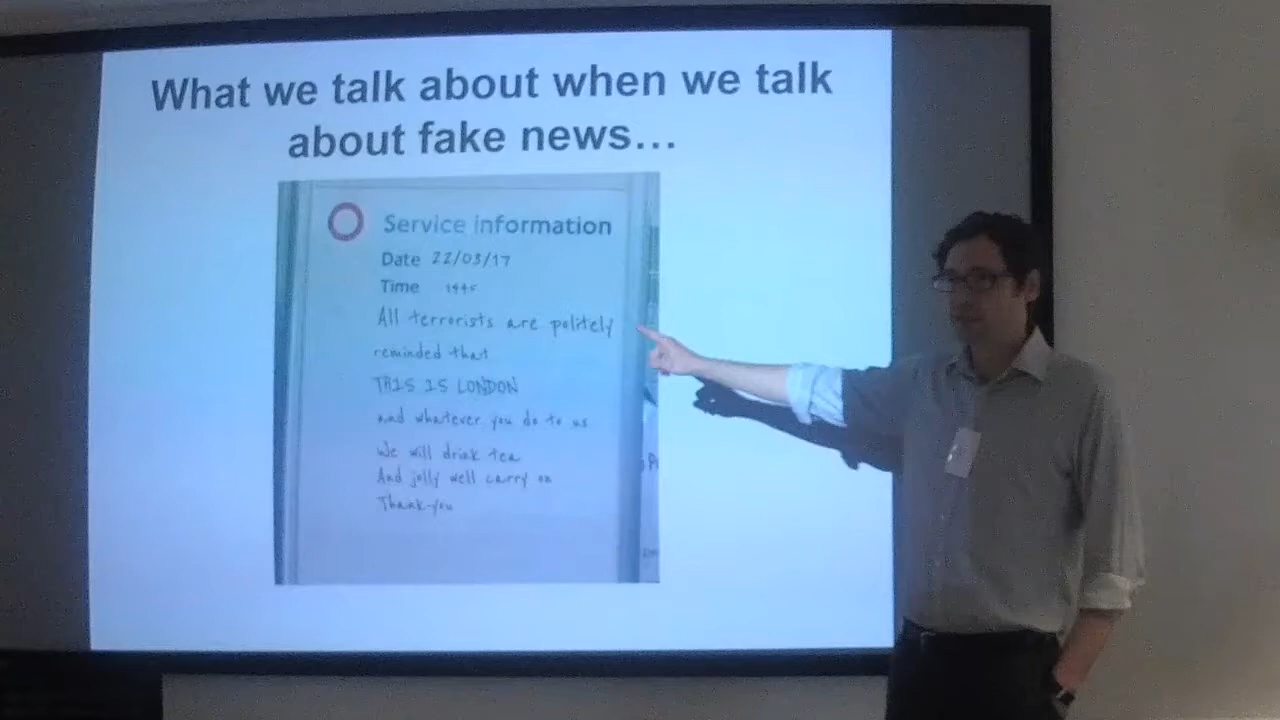 What we talk about when we talk
about fake news…
Service information
Date 22/03/17
Time 1445
All terrorists are politely
reminded that
THIS IS LONDON
and whatever you do to us
We will drink tea
And jolly well carry on
Thank-you